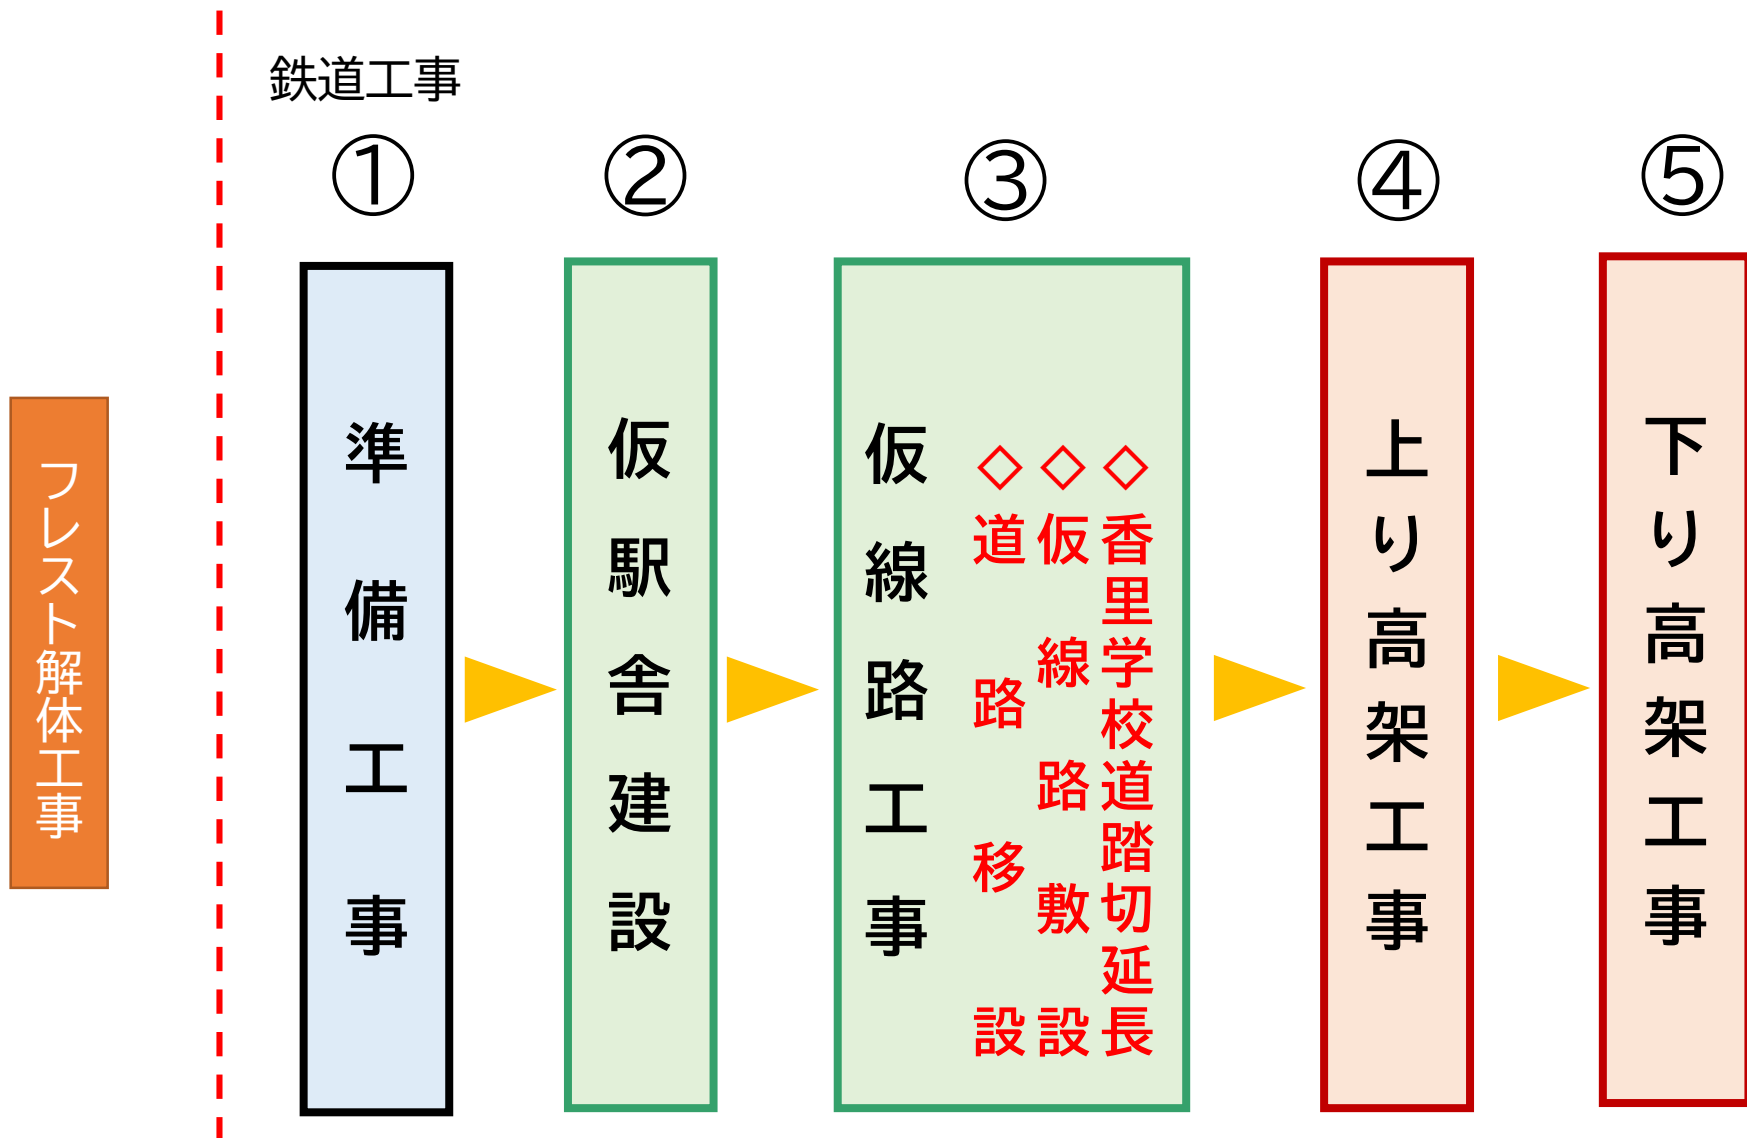 鉄道工事
フレスト解体工事
①
準備工事
②
仮駅舎建設
③
仮線路工事
◇香里学校道踏切延長
◇仮線路敷設
◇道路移設
④
上り高架工事
⑤
下り高架工事